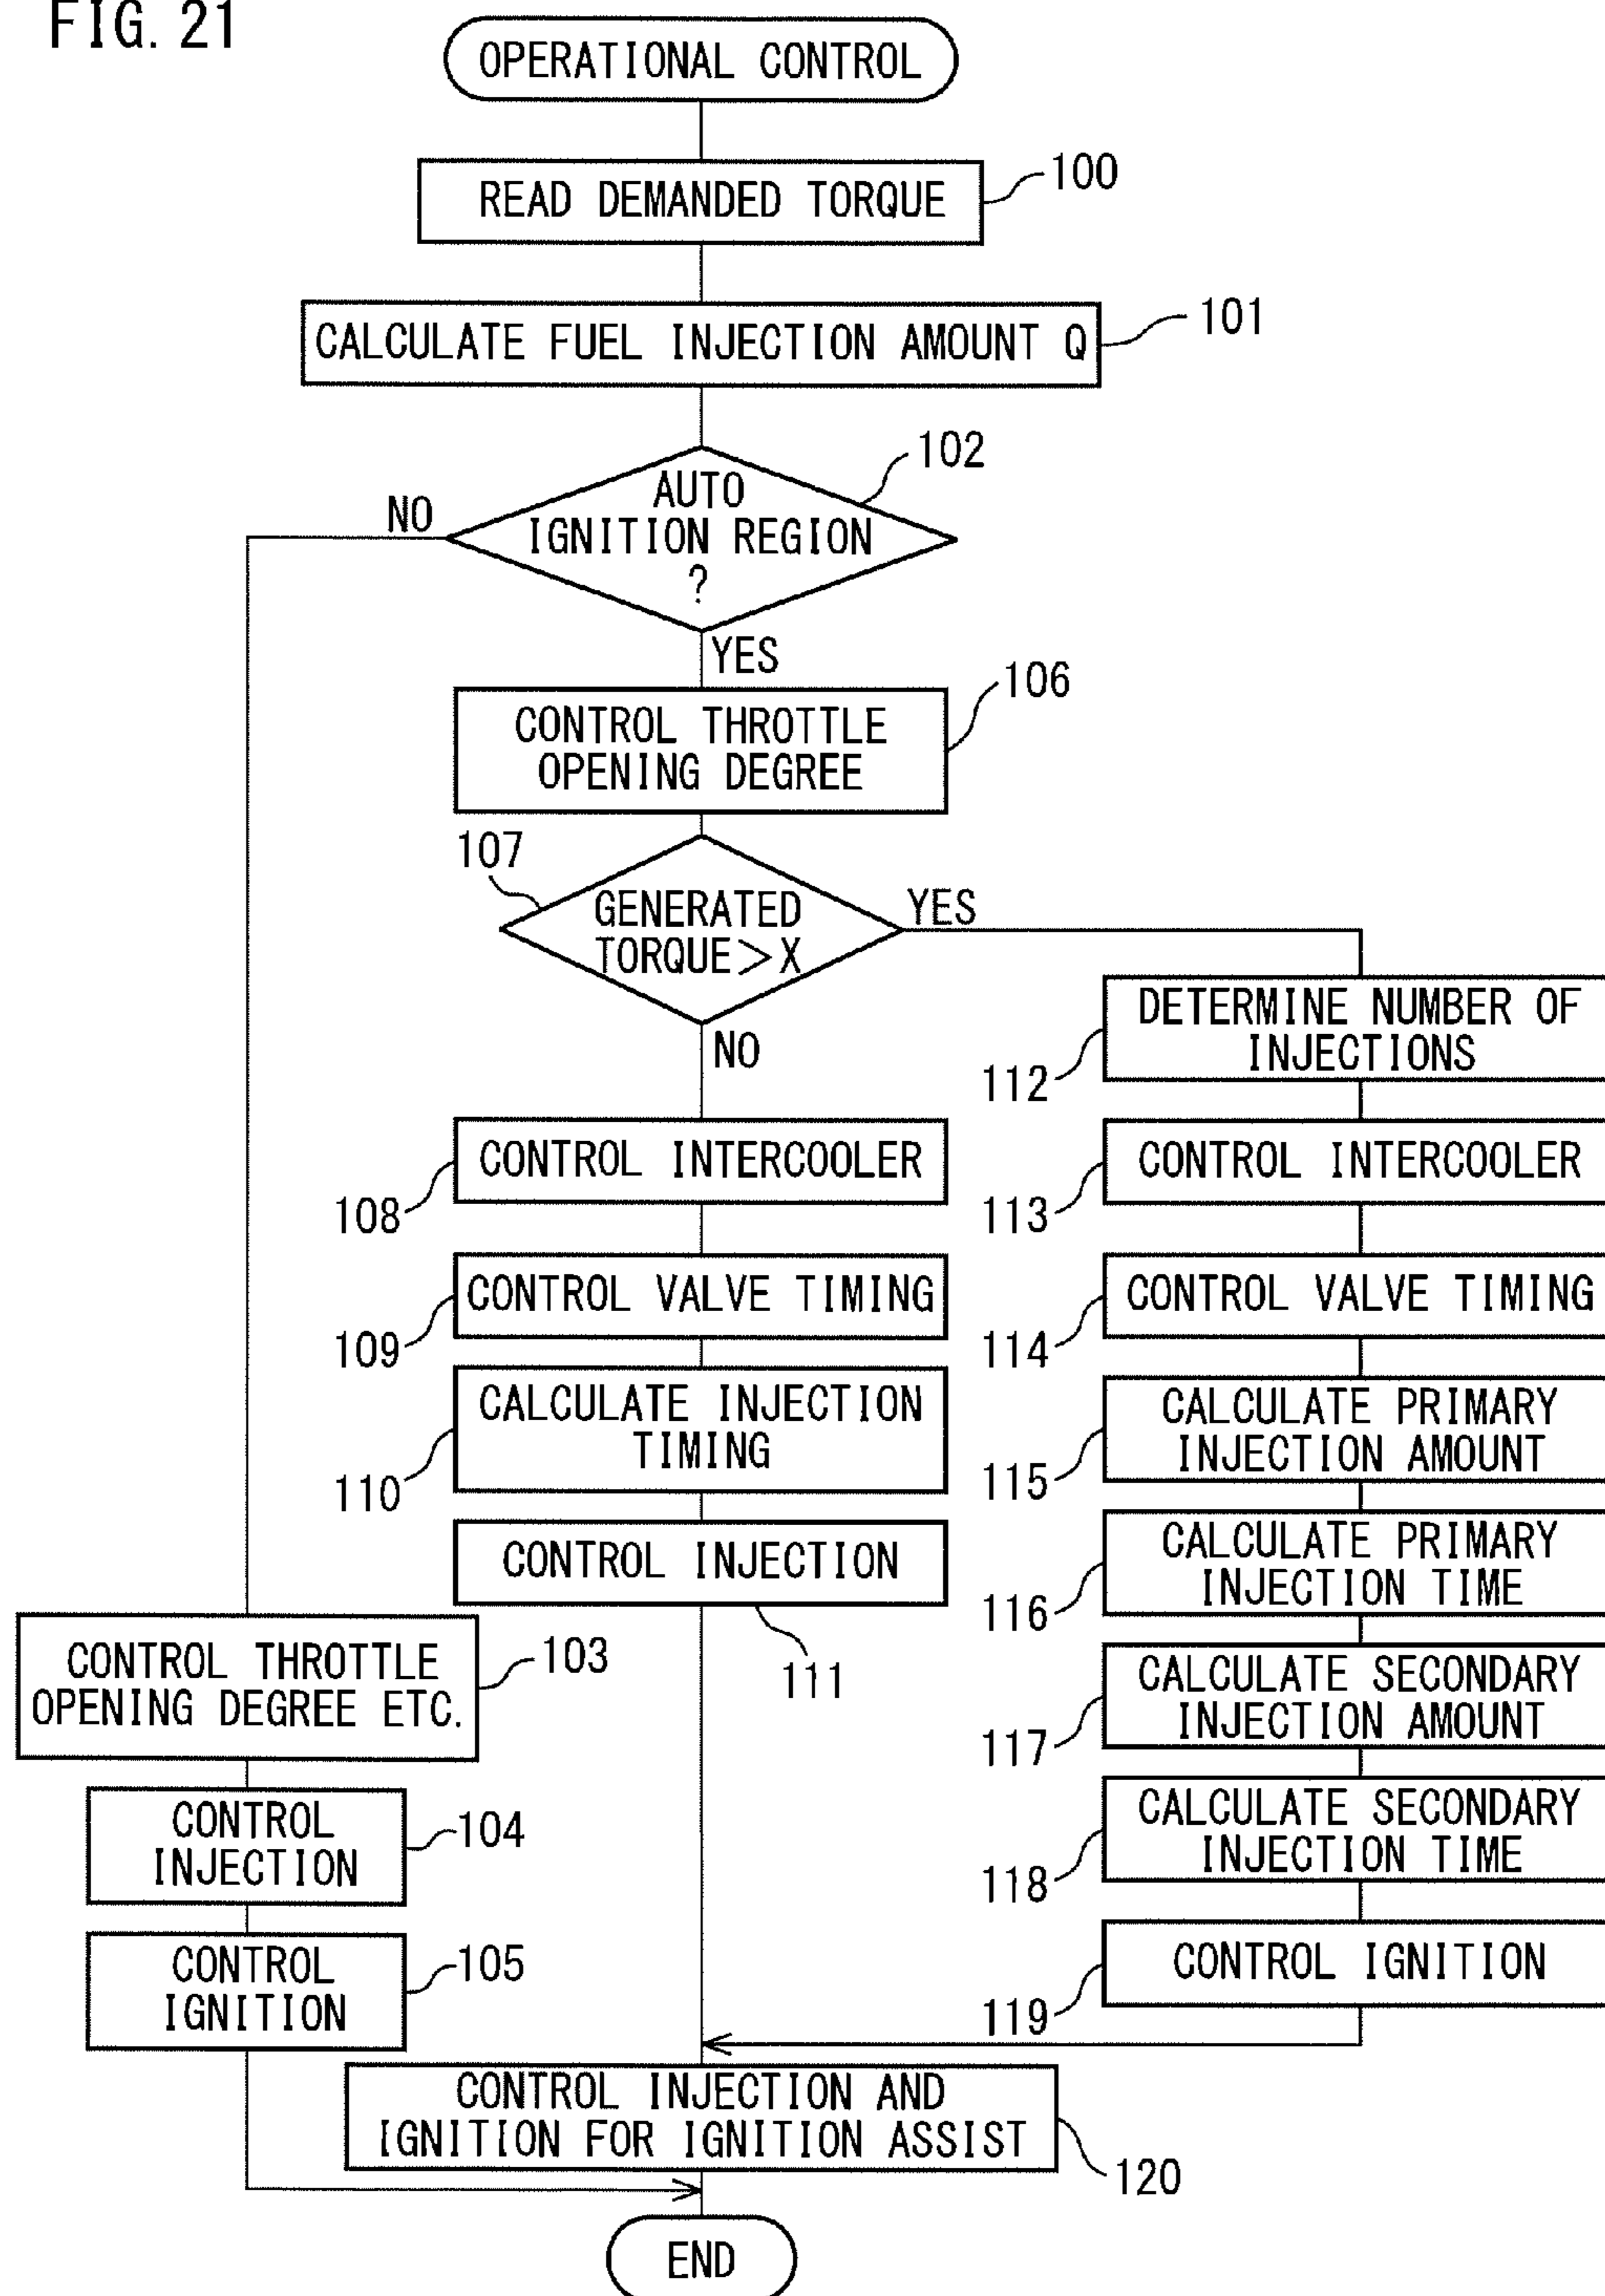 FIG. 21
OPERATIONAL CONTROL
READ DEMANDED TORQUE
100
CALCULATE FUEL INJECTION AMOUNT Q
101
102
AUTO
IGNITION REGION
?
NO
YES
106
CONTROL THROTTLE
OPENING DEGREE
107
GENERATED
TORQUE>X
YES
NO
DETERMINE NUMBER OF
INJECTIONS
112
CONTROL INTERCOOLER
108
CONTROL INTERCOOLER
113
CONTROL VALVE TIMING
109
CONTROL VALVE TIMING
114
CALCULATE INJECTION
TIMING
110
CALCULATE PRIMARY
INJECTION AMOUNT
115
CONTROL INJECTION
111
CALCULATE PRIMARY
INJECTION TIME
116
CONTROL THROTTLE
OPENING DEGREE ETC.
103
CALCULATE SECONDARY
INJECTION AMOUNT
117
CONTROL
INJECTION
104
CALCULATE SECONDARY
INJECTION TIME
118
CONTROL
IGNITION
105
CONTROL IGNITION
119
CONTROL INJECTION AND
IGNITION FOR IGNITION ASSIST
120
END